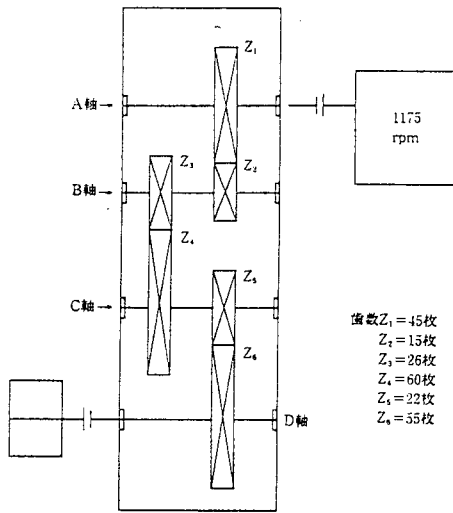 Z₁
A軸→
1175
rpm
Z₃
Z₂
B軸→
Z₄
C軸→
Z₅
Z₆
D軸
歯数Z₁=45枚
Z₂=15枚
Z₃=26枚
Z₄=60枚
Z₅=22枚
Z₆=55枚